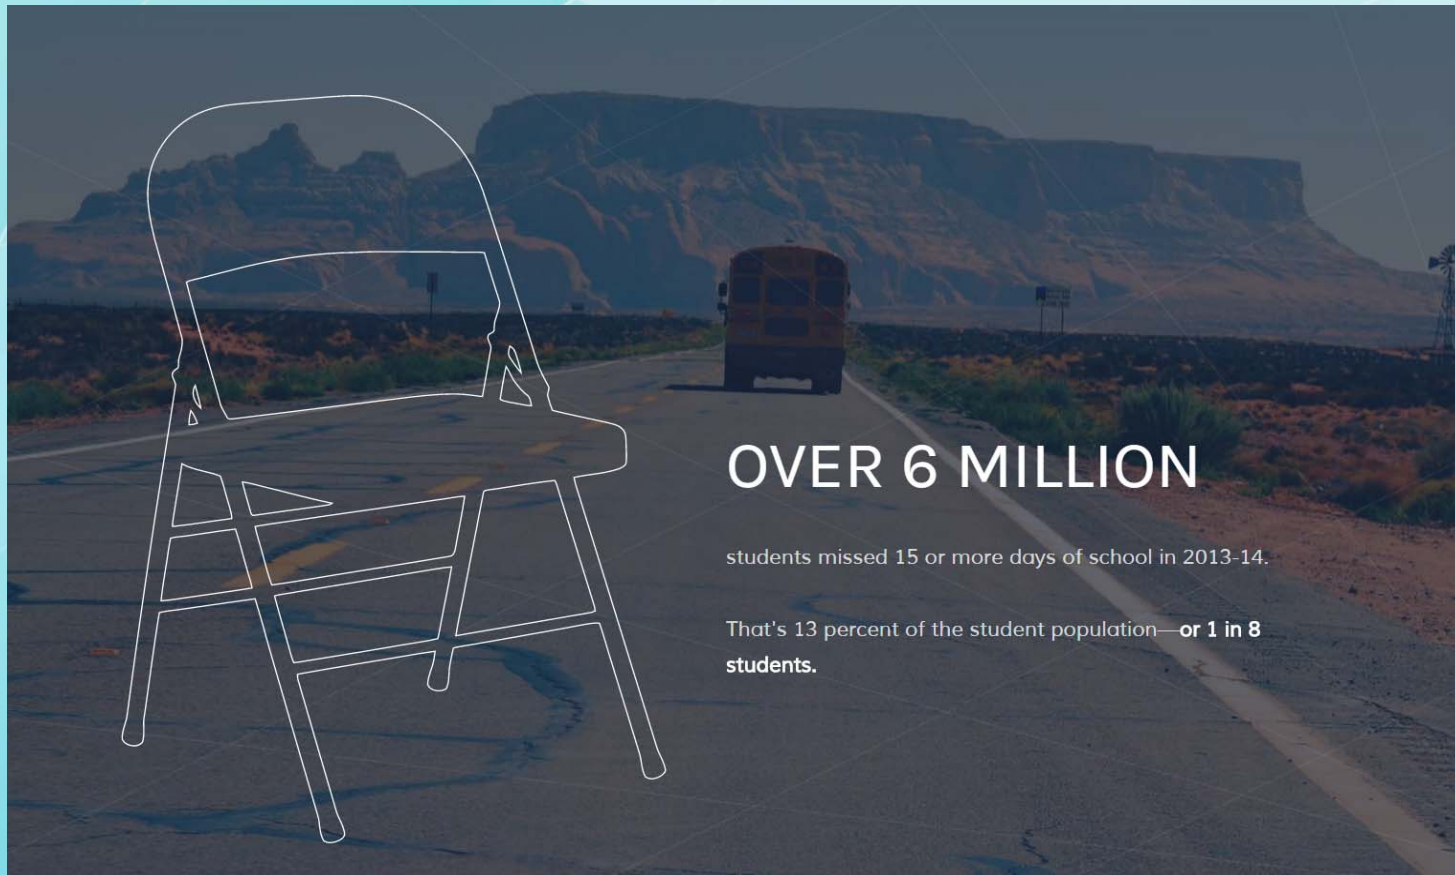 OVER 6 MILLION
students missed 15 or more days of school in 2013-14.
That's 13 percent of the student population—or 1 in 8
students.